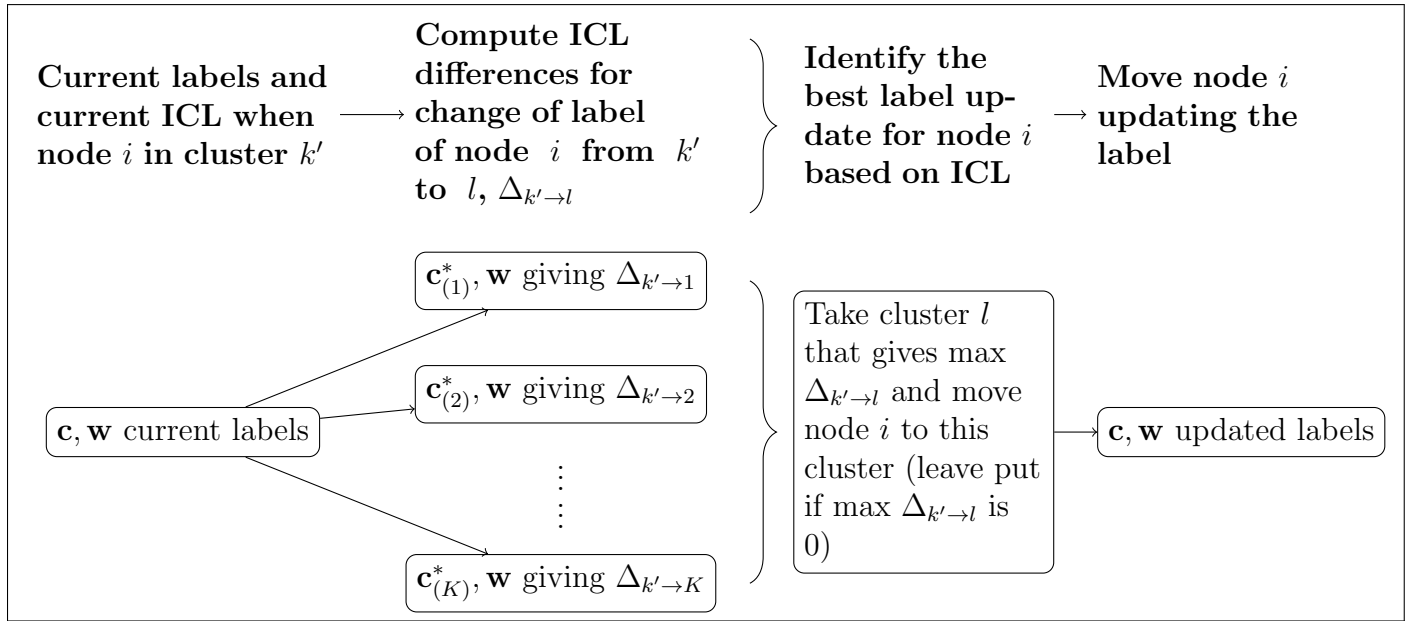 Current labels and
current ICL when
node i in cluster k′
Compute ICL
differences for
change of label
of node i from k′
to l, Δ_{k′→l}
Identify the
best label up-
date for node i
based on ICL
Move node i
updating the
label
c, w current labels
c*_{(1)}, w giving Δ_{k′→1}
c*_{(2)}, w giving Δ_{k′→2}
c*_{(K)}, w giving Δ_{k′→K}
Take cluster l
that gives max
Δ_{k′→l} and move
node i to this
cluster (leave put
if max Δ_{k′→l} is
0)
c, w updated labels